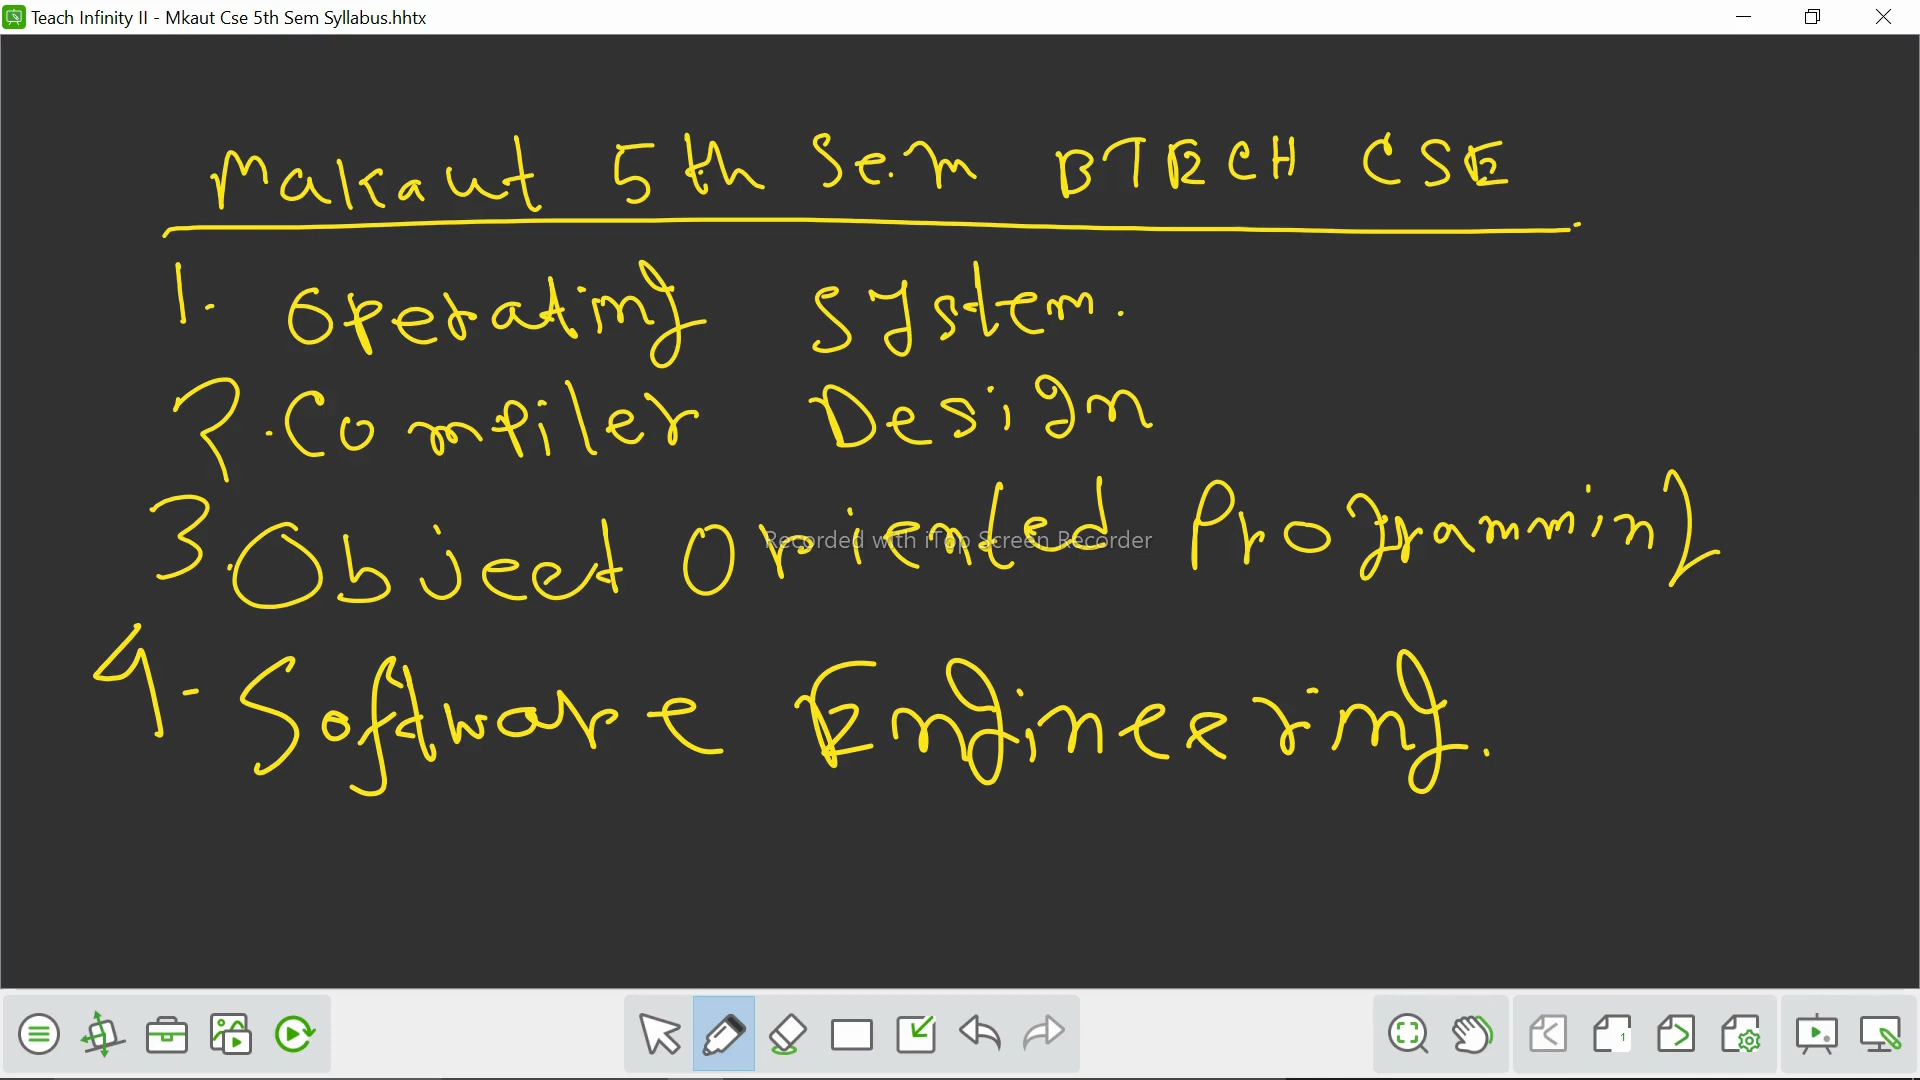 Teach Infinity II - Mkaut Cse 5th Sem Syllabus.hhtx
Makaut 5th Sem BTECH CSE
1. Operating System.
2. Compiler Design
3. Object Oriented Programming
Recorded with iTop Screen Recorder
4. Software Engineering.
1